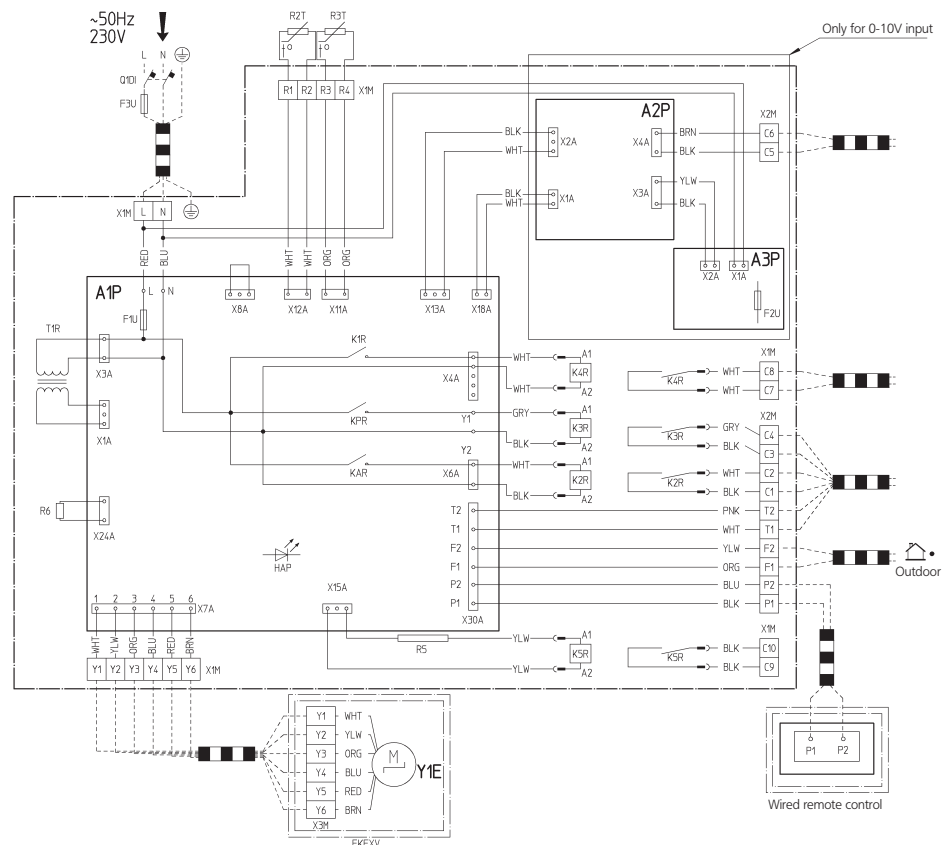 ~50Hz
230V
L N
Q1DI
F3U
R2T R3T
R1 R2 R3 R4 X1M
Only for 0-10V input
A2P
X2A
X4A
X1A
X3A
BLK
WHT
BLK
WHT
BRN
BLK
YLW
BLK
X2M
C6
C5
X2A X1A
A3P
F2U
X1M L N
RED BLU
WHT WHT ORG ORG
A1P
L N
F1U
T1R
X3A
X1A
X8A X12A X11A X13A X18A
K1R
X4A
WHT A1
K4R
WHT A2
KPR
Y1
GRY A1
K3R
BLK A2
Y2
KAR
X6A
WHT A1
K2R
BLK A2
X1M
K4R WHT C8
WHT C7
X2M
K3R GRY C4
BLK C3
K2R WHT C2
BLK C1
T2 PNK T2
T1 WHT T1
F2 YLW F2
F1 ORG F1
P2 BLU P2
P1 BLK P1
X30A
Outdoor
R6
X24A
HAP
X15A
R5
YLW A1
K5R
YLW A2
X1M
K5R BLK C10
BLK C9
1 2 3 4 5 6
X7A
WHT YLW ORG BLU RED BRN
Y1 Y2 Y3 Y4 Y5 Y6 X1M
Y1 WHT
Y2 YLW
Y3 ORG
Y4 BLU
Y5 RED
Y6 BRN
M
Y1E
X3M
EKEXV
P1 P2
Wired remote control